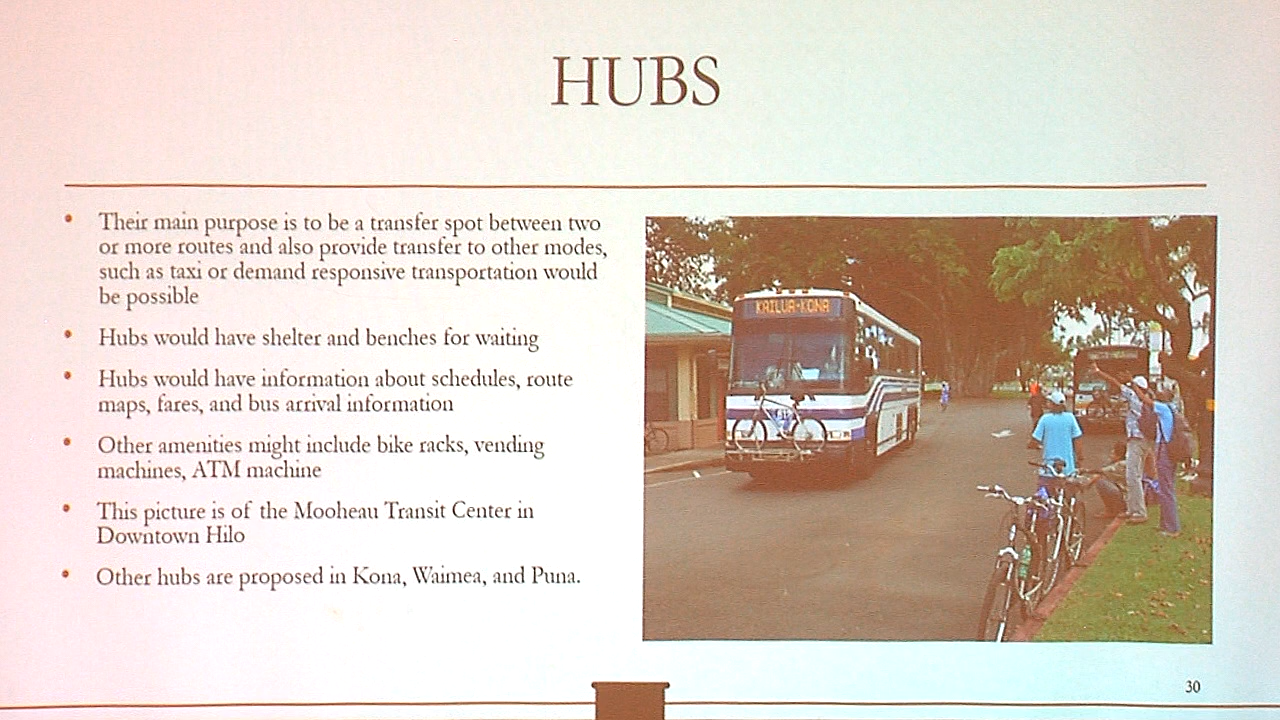 HUBS
• Their main purpose is to be a transfer spot between two
or more routes and also provide transfer to other modes,
such as taxi or demand responsive transportation would
be possible
• Hubs would have shelter and benches for waiting
• Hubs would have information about schedules, route
maps, fares, and bus arrival information
• Other amenities might include bike racks, vending
machines, ATM machine
• This picture is of the Mooheau Transit Center in
Downtown Hilo
• Other hubs are proposed in Kona, Waimea, and Puna.
KAILUA-KONA
30